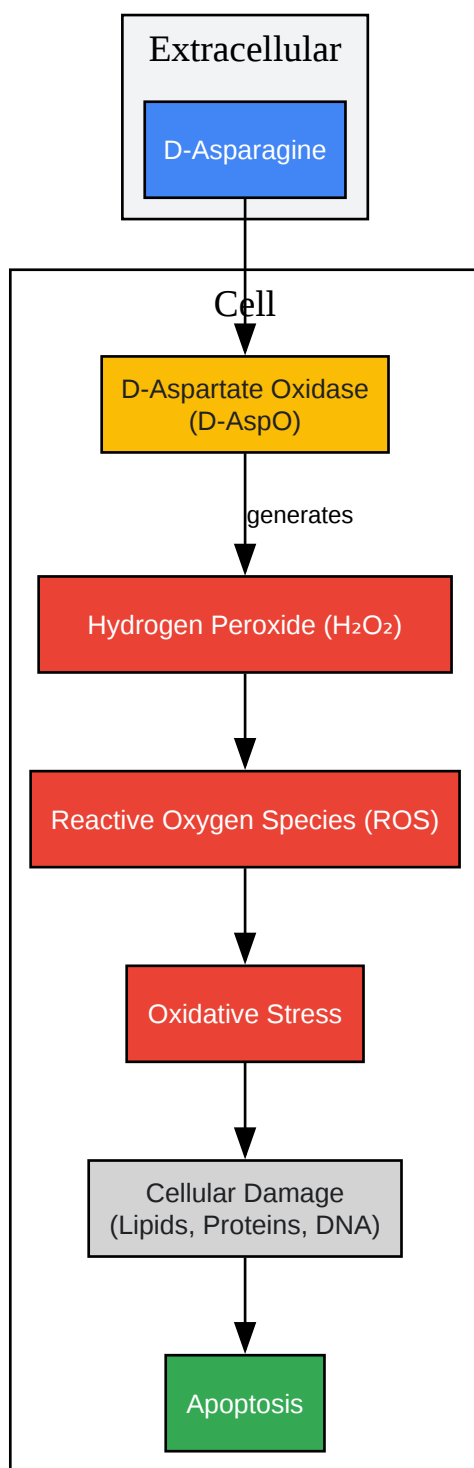 Extracellular
D-Asparagine
Cell
D-Aspartate Oxidase
(D-AspO)
generates
Hydrogen Peroxide (H₂O₂)
Reactive Oxygen Species (ROS)
Oxidative Stress
Cellular Damage
(Lipids, Proteins, DNA)
Apoptosis